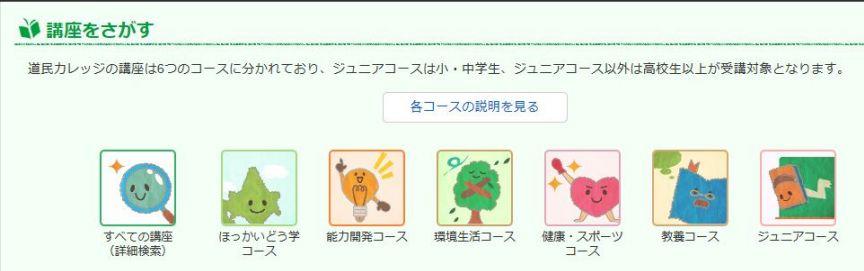 講座をさがす
道民カレッジの講座は6つのコースに分かれており、ジュニアコースは小・中学生、ジュニアコース以外は高校生以上が受講対象となります。
各コースの説明を見る
すべての講座
（詳細検索）
ほっかいどう学
コース
能力開発コース
環境生活コース
健康・スポーツ
コース
教養コース
ジュニアコース